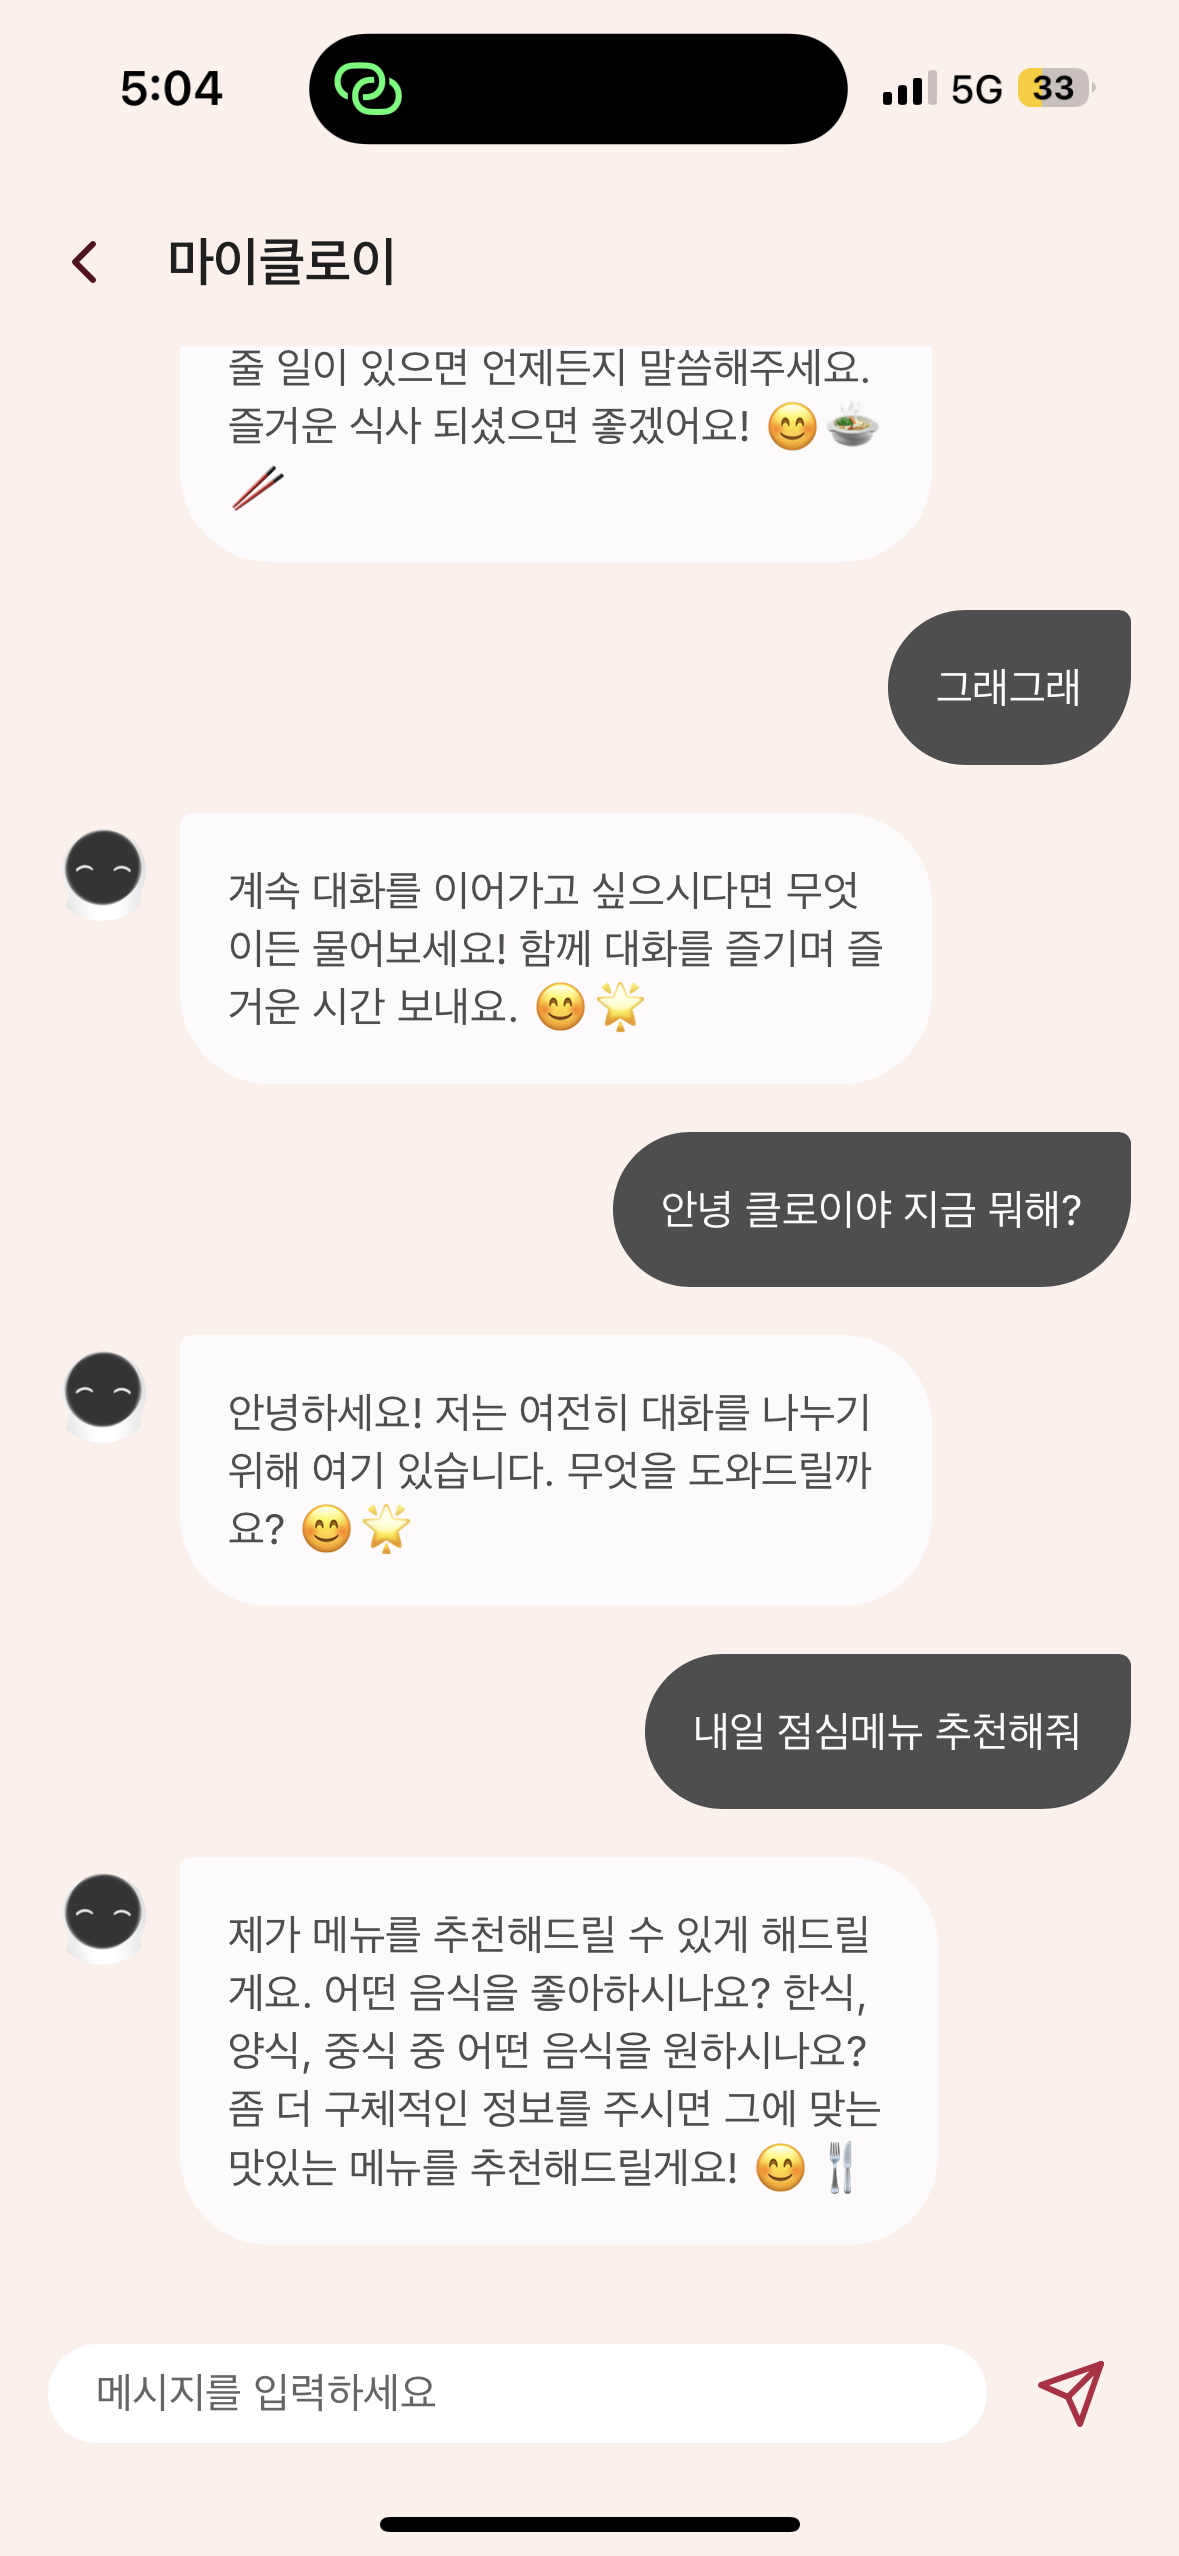 5:04
5G
33
마이클로이
줄 일이 있으면 언제든지 말씀해주세요.
즐거운 식사 되셨으면 좋겠어요! 😊🍲
🥢
그래그래
계속 대화를 이어가고 싶으시다면 무엇
이든 물어보세요! 함께 대화를 즐기며 즐
거운 시간 보내요. 😊🌟
안녕 클로이야 지금 뭐해?
안녕하세요! 저는 여전히 대화를 나누기
위해 여기 있습니다. 무엇을 도와드릴까
요? 😊🌟
내일 점심메뉴 추천해줘
제가 메뉴를 추천해드릴 수 있게 해드릴
게요. 어떤 음식을 좋아하시나요? 한식,
양식, 중식 중 어떤 음식을 원하시나요?
좀 더 구체적인 정보를 주시면 그에 맞는
맛있는 메뉴를 추천해드릴게요! 😊🍴
메시지를 입력하세요